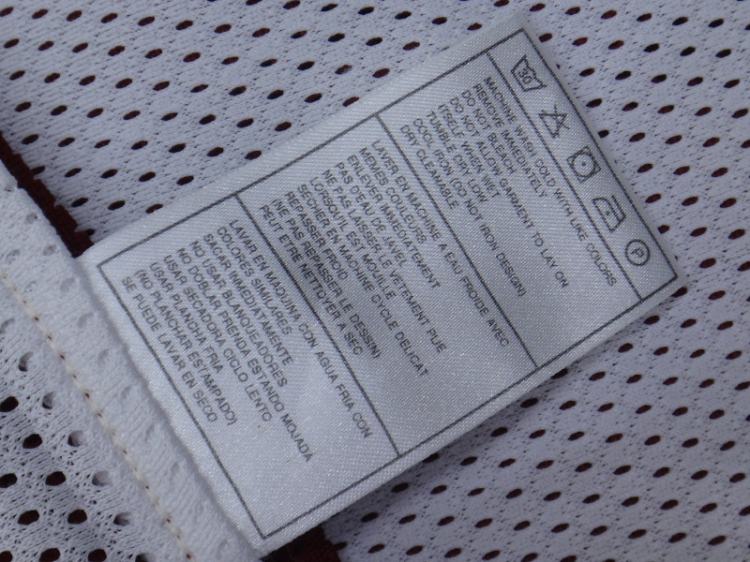 30
P
MACHINE WASH COLD WITH LIKE COLORS
REMOVE IMMEDIATELY
DO NOT BLEACH
DO NOT ALLOW GARMENT TO LAY ON
ITSELF WHEN WET
TUMBLE DRY LOW
COOL IRON (DO NOT IRON DESIGN)
DRY CLEANABLE
LAVER EN MACHINE A EAU FROIDE AVEC
MEMES COULEURS
ENLEVER IMMEDIATEMENT
PAS D'EAU DE JAVEL
NE PAS LAISSER LE VETEMENT PLIE
LORSQU'IL EST MOUILLE
SECHER EN MACHINE CYCLE DELICAT
REPASSER FROID
(NE PAS REPASSER LE DESSIN)
PEUT ETRE NETTOYER A SEC
LAVAR EN MAQUINA CON AGUA FRIA CON
COLORES SIMILARES
SACAR IMMEDIATAMENTE
NO USAR BLANQUEADORES
NO DOBLAR PRENDA ESTANDO MOJADA
USAR SECADORA CICLO LENTO
USAR PLANCHA FRIA
(NO PLANCHAR ESTAMPADO)
SE PUEDE LAVAR EN SECO